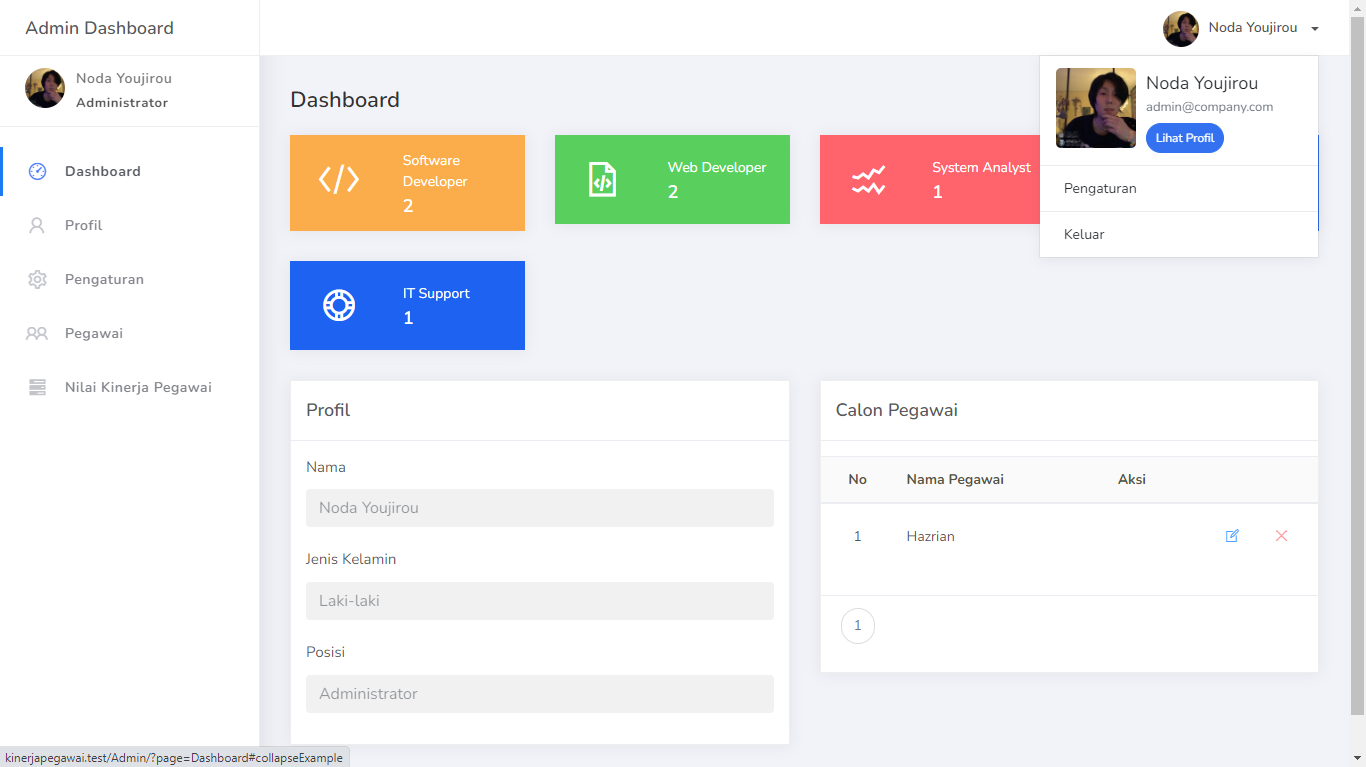 Admin Dashboard
Noda Youjirou
Noda Youjirou
Administrator
Dashboard
Profil
Pengaturan
Pegawai
Nilai Kinerja Pegawai
Noda Youjirou
admin@company.com
Lihat Profil
Pengaturan
Keluar
Dashboard
Software
Developer
2
Web Developer
2
System Analyst
1
IT Support
1
Profil
Nama
Noda Youjirou
Jenis Kelamin
Laki-laki
Posisi
Administrator
Calon Pegawai
No Nama Pegawai Aksi
1 Hazrian
1
kinerjapegawai.test/Admin/?page=Dashboard#collapseExample